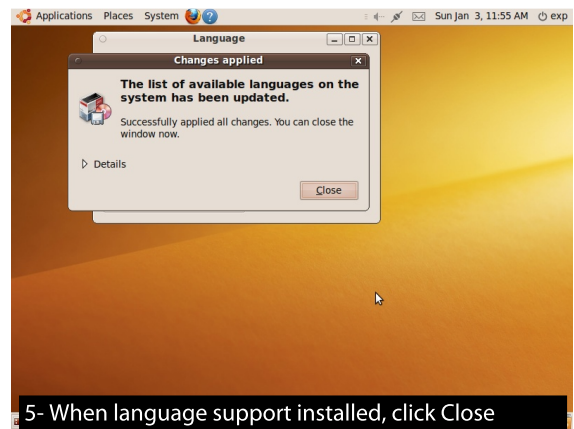 Applications Places System Sun Jan 3, 11:55 AM exp
Language
Changes applied
The list of available languages on the
system has been updated.
Successfully applied all changes. You can close the
window now.
Details
Close
5- When language support installed, click Close